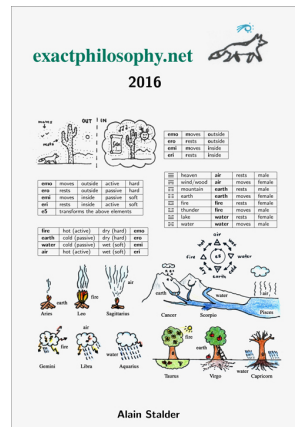 exactphilosophy.net
2016
OUT | IN
emo moves outside
ero rests outside
emi moves inside
eri rests inside
emo moves outside active hard
ero rests outside passive hard
emi moves inside passive soft
eri rests inside active soft
e5 transforms the above elements
heaven air rests male
wind/wood air moves female
mountain earth rests male
earth earth moves female
fire fire rests female
thunder fire moves male
lake water rests female
water water moves male
fire hot (active) dry (hard) emo
earth cold (passive) dry (hard) ero
water cold (passive) wet (soft) emi
air hot (active) wet (soft) eri
air
fire e5 water
earth
earth
fire
air
Aries Leo Sagittarius
earth
water
air
Cancer Scorpio Pisces
air
fire
water
Gemini Libra Aquarius
fire
earth
water
Taurus Virgo Capricorn
Alain Stalder